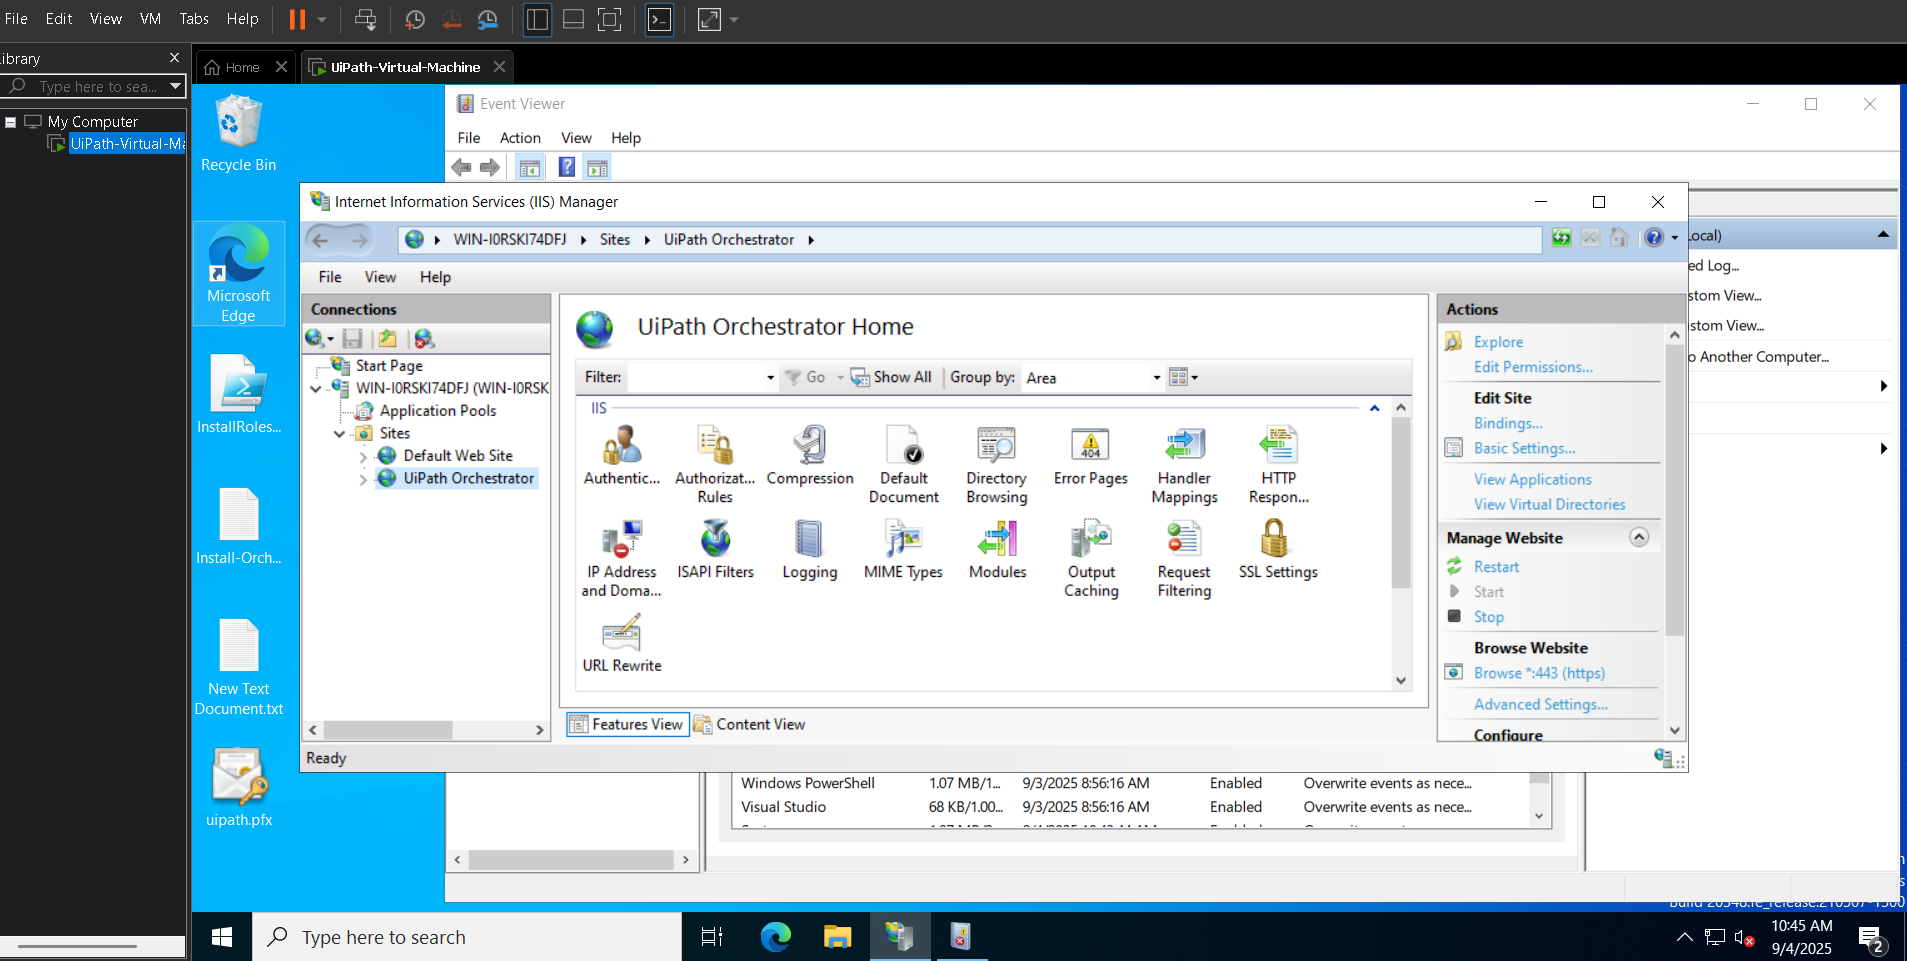 File Edit View VM Tabs Help
ibrary
Home
UiPath-Virtual-Machine
Type here to sea...
My Computer
UiPath-Virtual-Ma
Recycle Bin
Microsoft
Edge
InstallRoles...
Install-Orch...
New Text
Document.txt
uipath.pfx
Event Viewer
File Action View Help
Internet Information Services (IIS) Manager
WIN-I0RSKI74DFJ Sites UiPath Orchestrator
File View Help
Connections
Start Page
WIN-I0RSKI74DFJ (WIN-I0RSK
Application Pools
Sites
Default Web Site
UiPath Orchestrator
UiPath Orchestrator Home
Filter: Go Show All Group by: Area
IIS
Authentic... Authorizat... Rules Compression Default Document Directory Browsing Error Pages Handler Mappings HTTP Respon...
IP Address and Doma... ISAPI Filters Logging MIME Types Modules Output Caching Request Filtering SSL Settings
URL Rewrite
404
Features View Content View
Ready
Actions
Explore
Edit Permissions...
Edit Site
Bindings...
Basic Settings...
View Applications
View Virtual Directories
Manage Website
Restart
Start
Stop
Browse Website
Browse *:443 (https)
Advanced Settings...
Configure
Local)
ed Log...
stom View...
stom View...
o Another Computer...
Windows PowerShell 1.07 MB/1... 9/3/2025 8:56:16 AM Enabled Overwrite events as nece...
Visual Studio 68 KB/1.00... 9/3/2025 8:56:16 AM Enabled Overwrite events as nece...
Type here to search
10:45 AM
9/4/2025
2